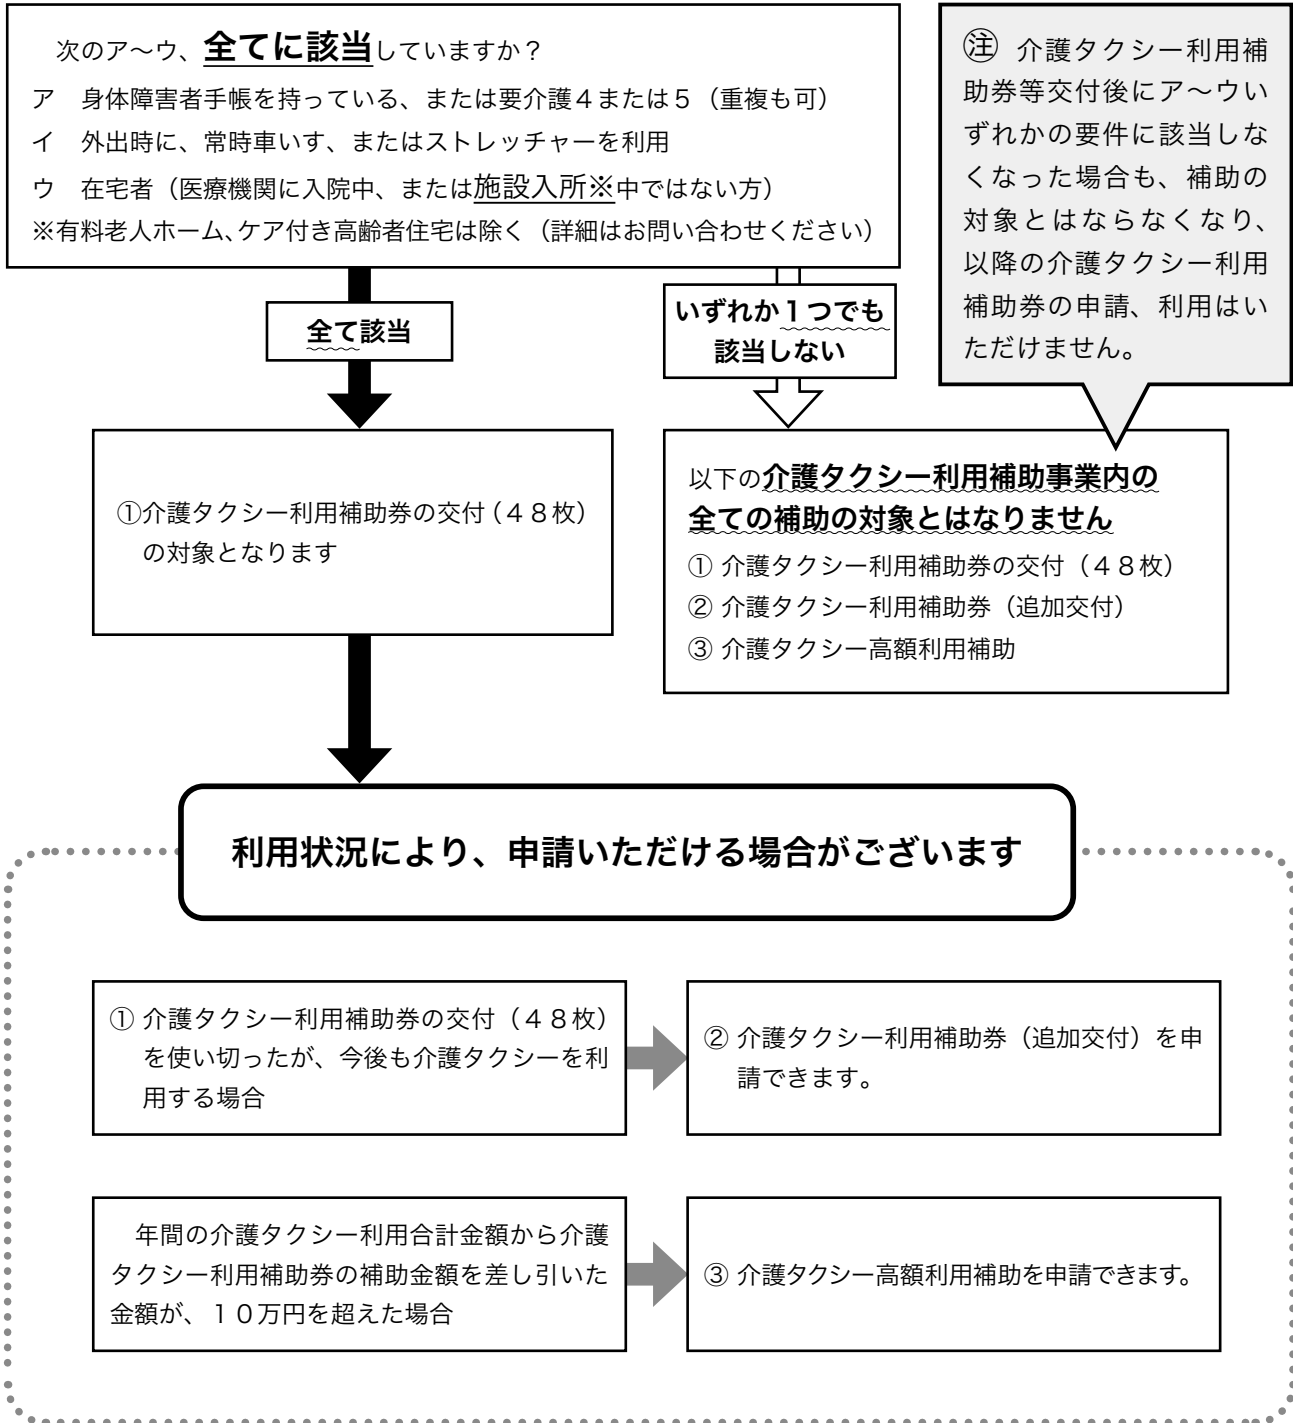 次のア～ウ、全てに該当していますか？
ア　身体障害者手帳を持っている、または要介護４または５（重複も可）
イ　外出時に、常時車いす、またはストレッチャーを利用
ウ　在宅者（医療機関に入院中、または施設入所※中ではない方）
※有料老人ホーム、ケア付き高齢者住宅は除く（詳細はお問い合わせください）
㊟ 介護タクシー利用補
助券等交付後にア～ウい
ずれかの要件に該当しな
くなった場合も、補助の
対象とはならなくなり、
以降の介護タクシー利用
補助券の申請、利用はい
ただけません。
全て該当
いずれか１つでも
該当しない
①介護タクシー利用補助券の交付（４８枚）
の対象となります
以下の介護タクシー利用補助事業内の
全ての補助の対象とはなりません
① 介護タクシー利用補助券の交付（４８枚）
② 介護タクシー利用補助券（追加交付）
③ 介護タクシー高額利用補助
利用状況により、申請いただける場合がございます
① 介護タクシー利用補助券の交付（４８枚）
を使い切ったが、今後も介護タクシーを利
用する場合
② 介護タクシー利用補助券（追加交付）を申
請できます。
年間の介護タクシー利用合計金額から介護
タクシー利用補助券の補助金額を差し引いた
金額が、１０万円を超えた場合
③ 介護タクシー高額利用補助を申請できます。